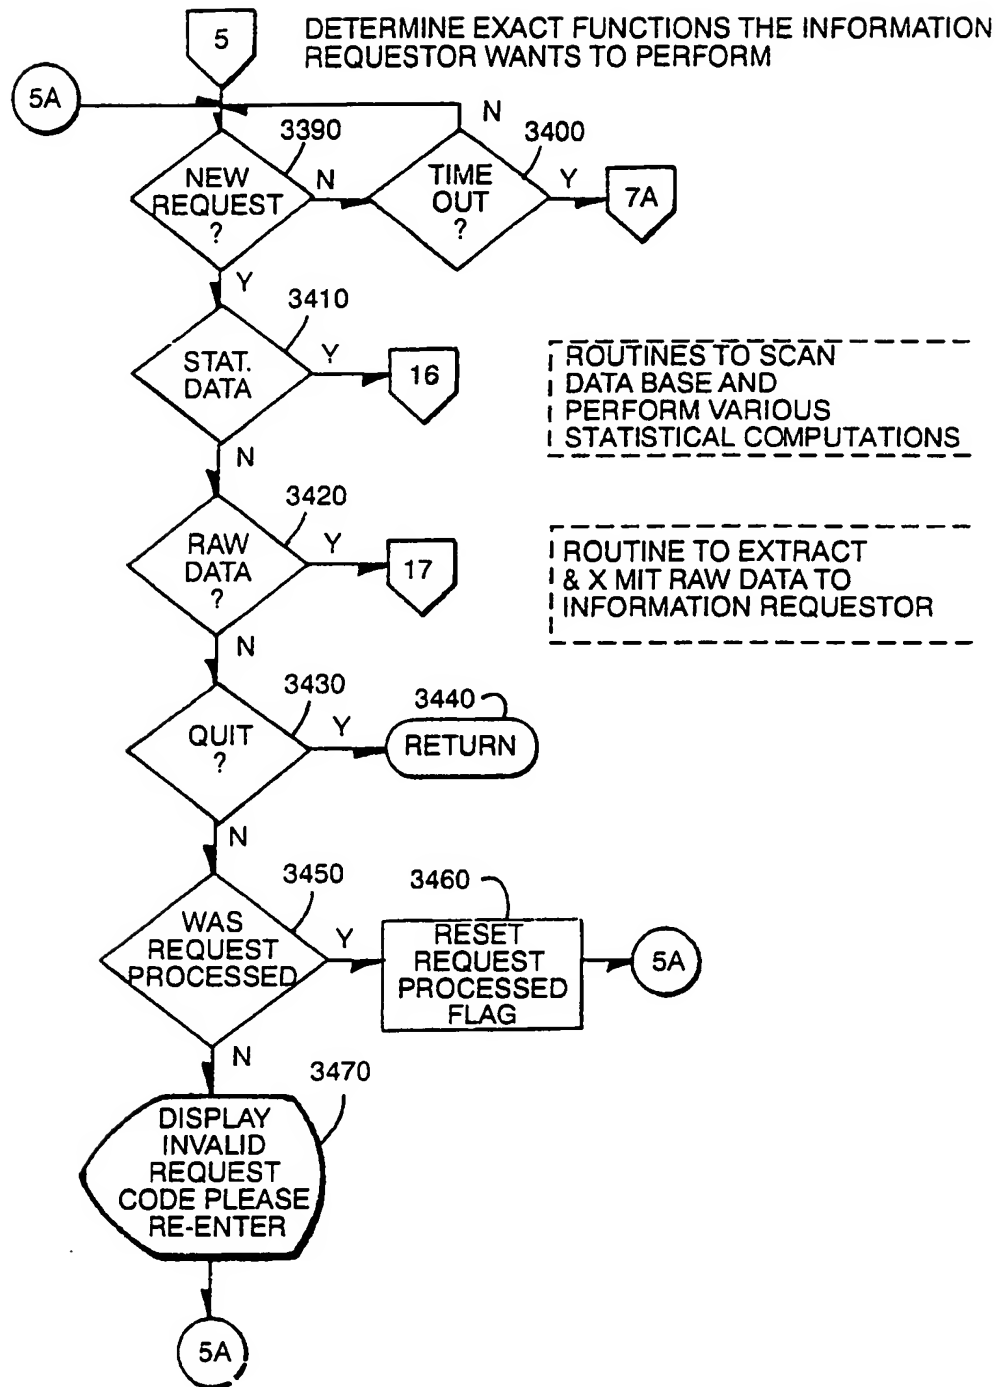 5
DETERMINE EXACT FUNCTIONS THE INFORMATION
REQUESTOR WANTS TO PERFORM
5A
3390
NEW
REQUEST
?
N
Y
N
3400
TIME
OUT
?
Y
7A
3410
STAT.
DATA
Y
16
N
ROUTINES TO SCAN
DATA BASE AND
PERFORM VARIOUS
STATISTICAL COMPUTATIONS
3420
RAW
DATA
?
Y
17
N
ROUTINE TO EXTRACT
& X MIT RAW DATA TO
INFORMATION REQUESTOR
3430
QUIT
?
Y
3440
RETURN
N
3450
WAS
REQUEST
PROCESSED
Y
3460
RESET
REQUEST
PROCESSED
FLAG
5A
N
3470
DISPLAY
INVALID
REQUEST
CODE PLEASE
RE-ENTER
5A